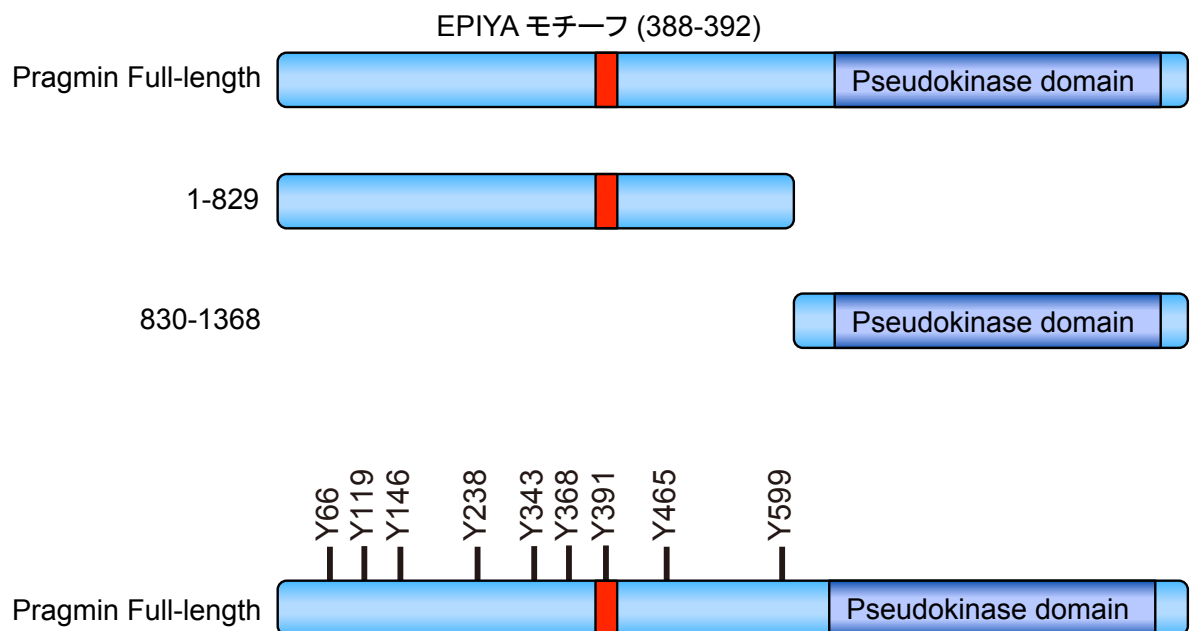 EPIYA モチーフ (388-392)
Pragmin Full-length
Pseudokinase domain
1-829
830-1368
Pseudokinase domain
Y66
Y119
Y146
Y238
Y343
Y368
Y391
Y465
Y599
Pragmin Full-length
Pseudokinase domain